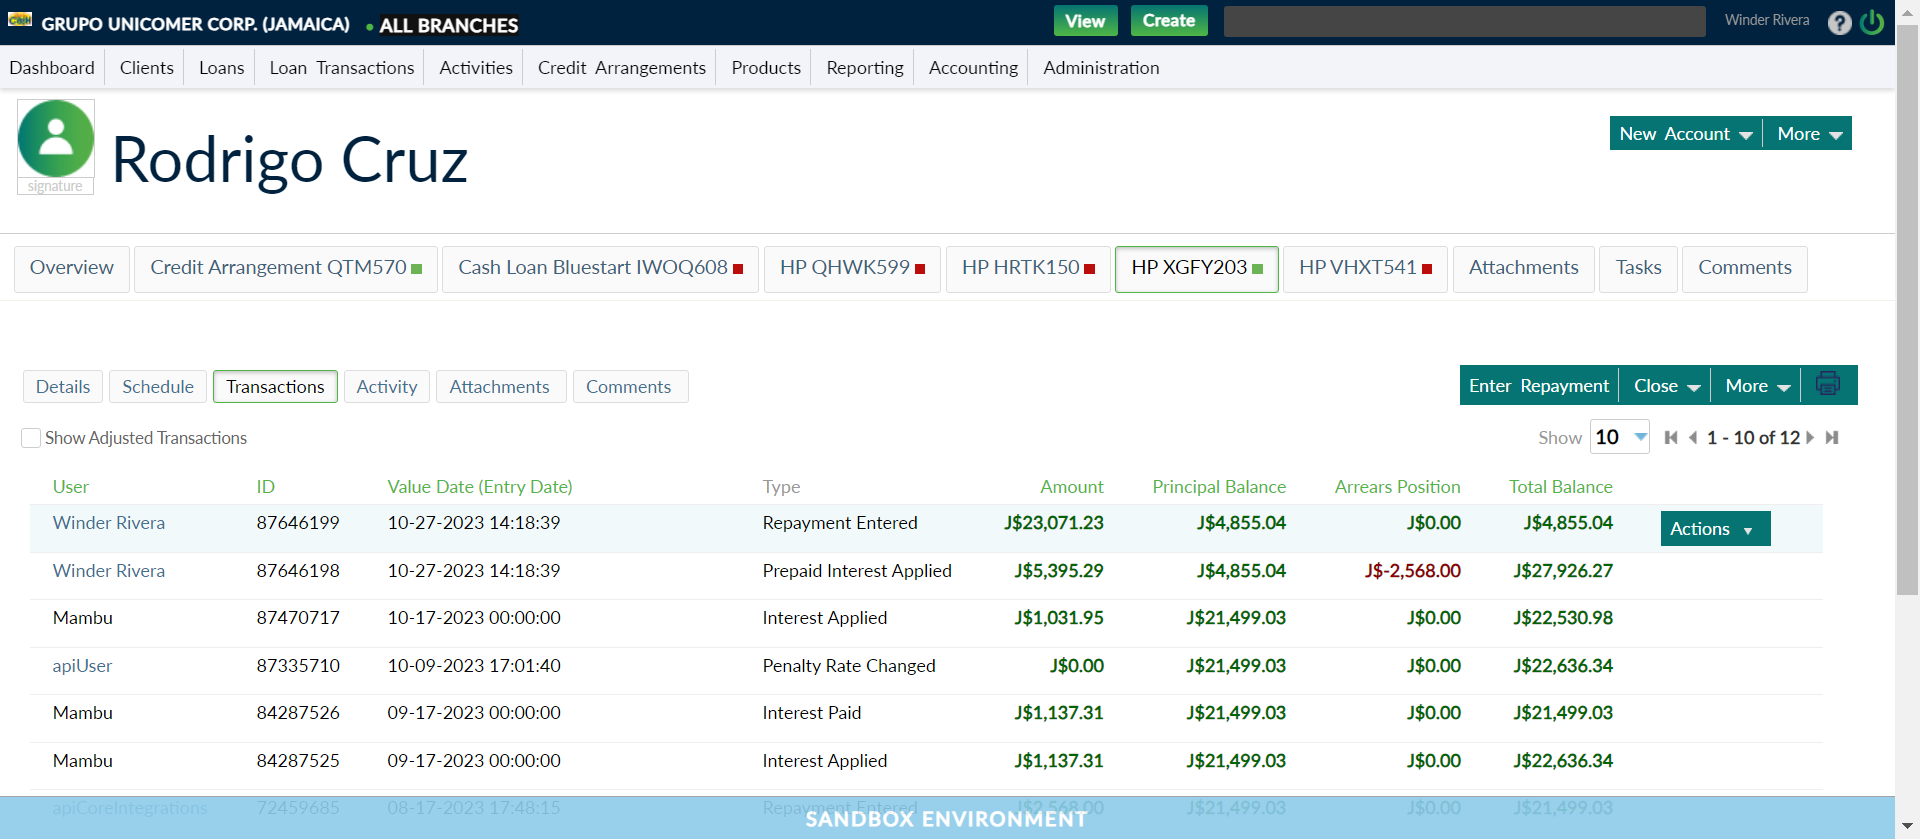 Cash GRUPO UNICOMER CORP. (JAMAICA) • ALL BRANCHES View Create Winder Rivera ?
Dashboard Clients Loans Loan Transactions Activities Credit Arrangements Products Reporting Accounting Administration
signature
Rodrigo Cruz
New Account More
Overview Credit Arrangement QTM570 Cash Loan Bluestart IWOQ608 HP QHWK599 HP HRTK150 HP XGFY203 HP VHXT541 Attachments Tasks Comments
Details Schedule Transactions Activity Attachments Comments
Enter Repayment Close More
Show Adjusted Transactions
Show 10 1 - 10 of 12
User ID Value Date (Entry Date) Type Amount Principal Balance Arrears Position Total Balance
Winder Rivera 87646199 10-27-2023 14:18:39 Repayment Entered J$23,071.23 J$4,855.04 J$0.00 J$4,855.04 Actions
Winder Rivera 87646198 10-27-2023 14:18:39 Prepaid Interest Applied J$5,395.29 J$4,855.04 J$-2,568.00 J$27,926.27
Mambu 87470717 10-17-2023 00:00:00 Interest Applied J$1,031.95 J$21,499.03 J$0.00 J$22,530.98
apiUser 87335710 10-09-2023 17:01:40 Penalty Rate Changed J$0.00 J$21,499.03 J$0.00 J$22,636.34
Mambu 84287526 09-17-2023 00:00:00 Interest Paid J$1,137.31 J$21,499.03 J$0.00 J$21,499.03
Mambu 84287525 09-17-2023 00:00:00 Interest Applied J$1,137.31 J$21,499.03 J$0.00 J$22,636.34
apiCoreIntegrations 72459685 08-17-2023 17:48:15 Repayment Entered J$2,568.00 J$21,499.03 J$0.00 J$21,499.03
SANDBOX ENVIRONMENT